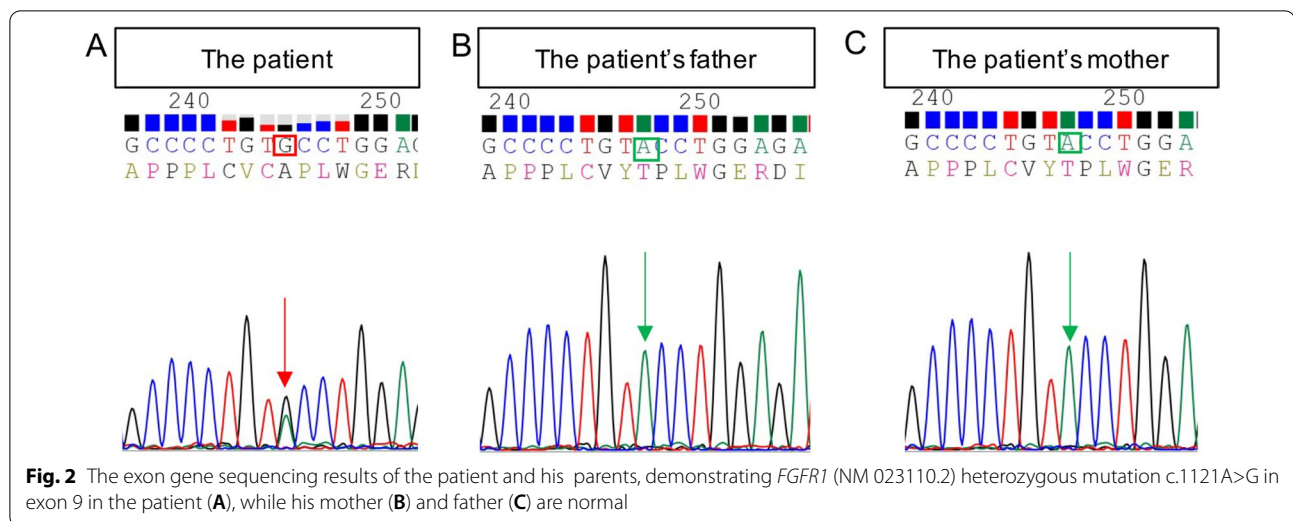 A
The patient
240 250
GCCCCTGTGCCTGGAG
APPPLCVCAPLWGERI
B
The patient's father
240 250
GCCCCTGTACCTGGAGA
APPPLCVYTPLWGERDI
C
The patient's mother
240 250
GCCCCTGTACCTGGA
APPPLCVYTPLWGER
Fig. 2 The exon gene sequencing results of the patient and his parents, demonstrating FGFR1 (NM 023110.2) heterozygous mutation c.1121A>G in
exon 9 in the patient (A), while his mother (B) and father (C) are normal